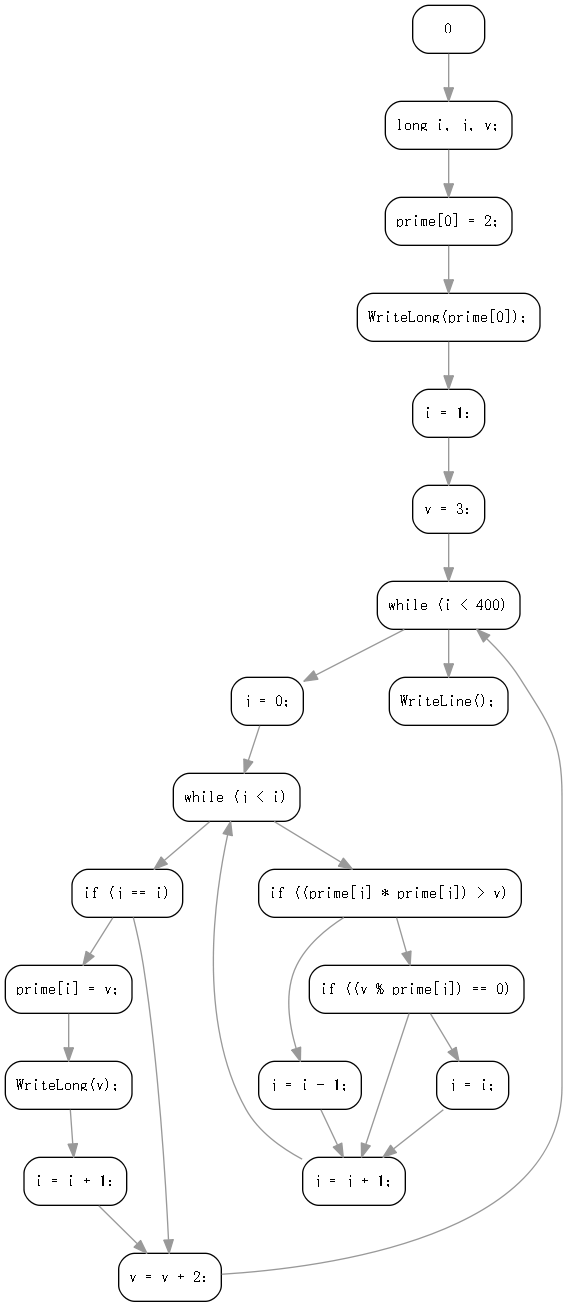 0
long i, j, v;
prime[0] = 2;
WriteLong(prime[0]);
i = 1;
v = 3;
while (i < 400)
j = 0;
WriteLine();
while (j < i)
if (j == i)
if ((prime[j] * prime[j]) > v)
prime[i] = v;
if ((v % prime[j]) == 0)
WriteLong(v);
j = i - 1;
j = i;
i = i + 1;
j = j + 1;
v = v + 2;